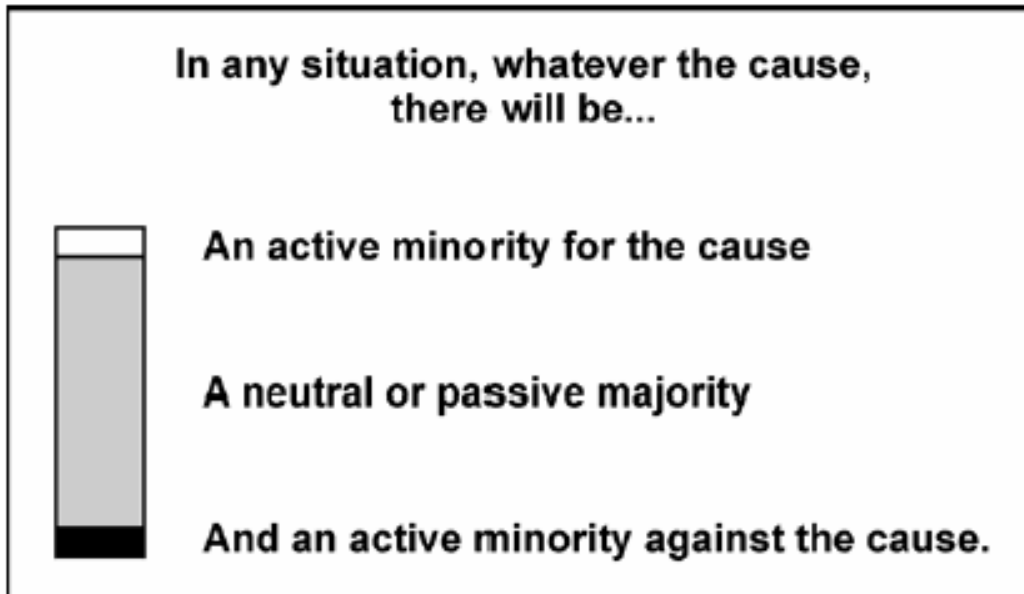 In any situation, whatever the cause,
there will be...
An active minority for the cause
A neutral or passive majority
And an active minority against the cause.